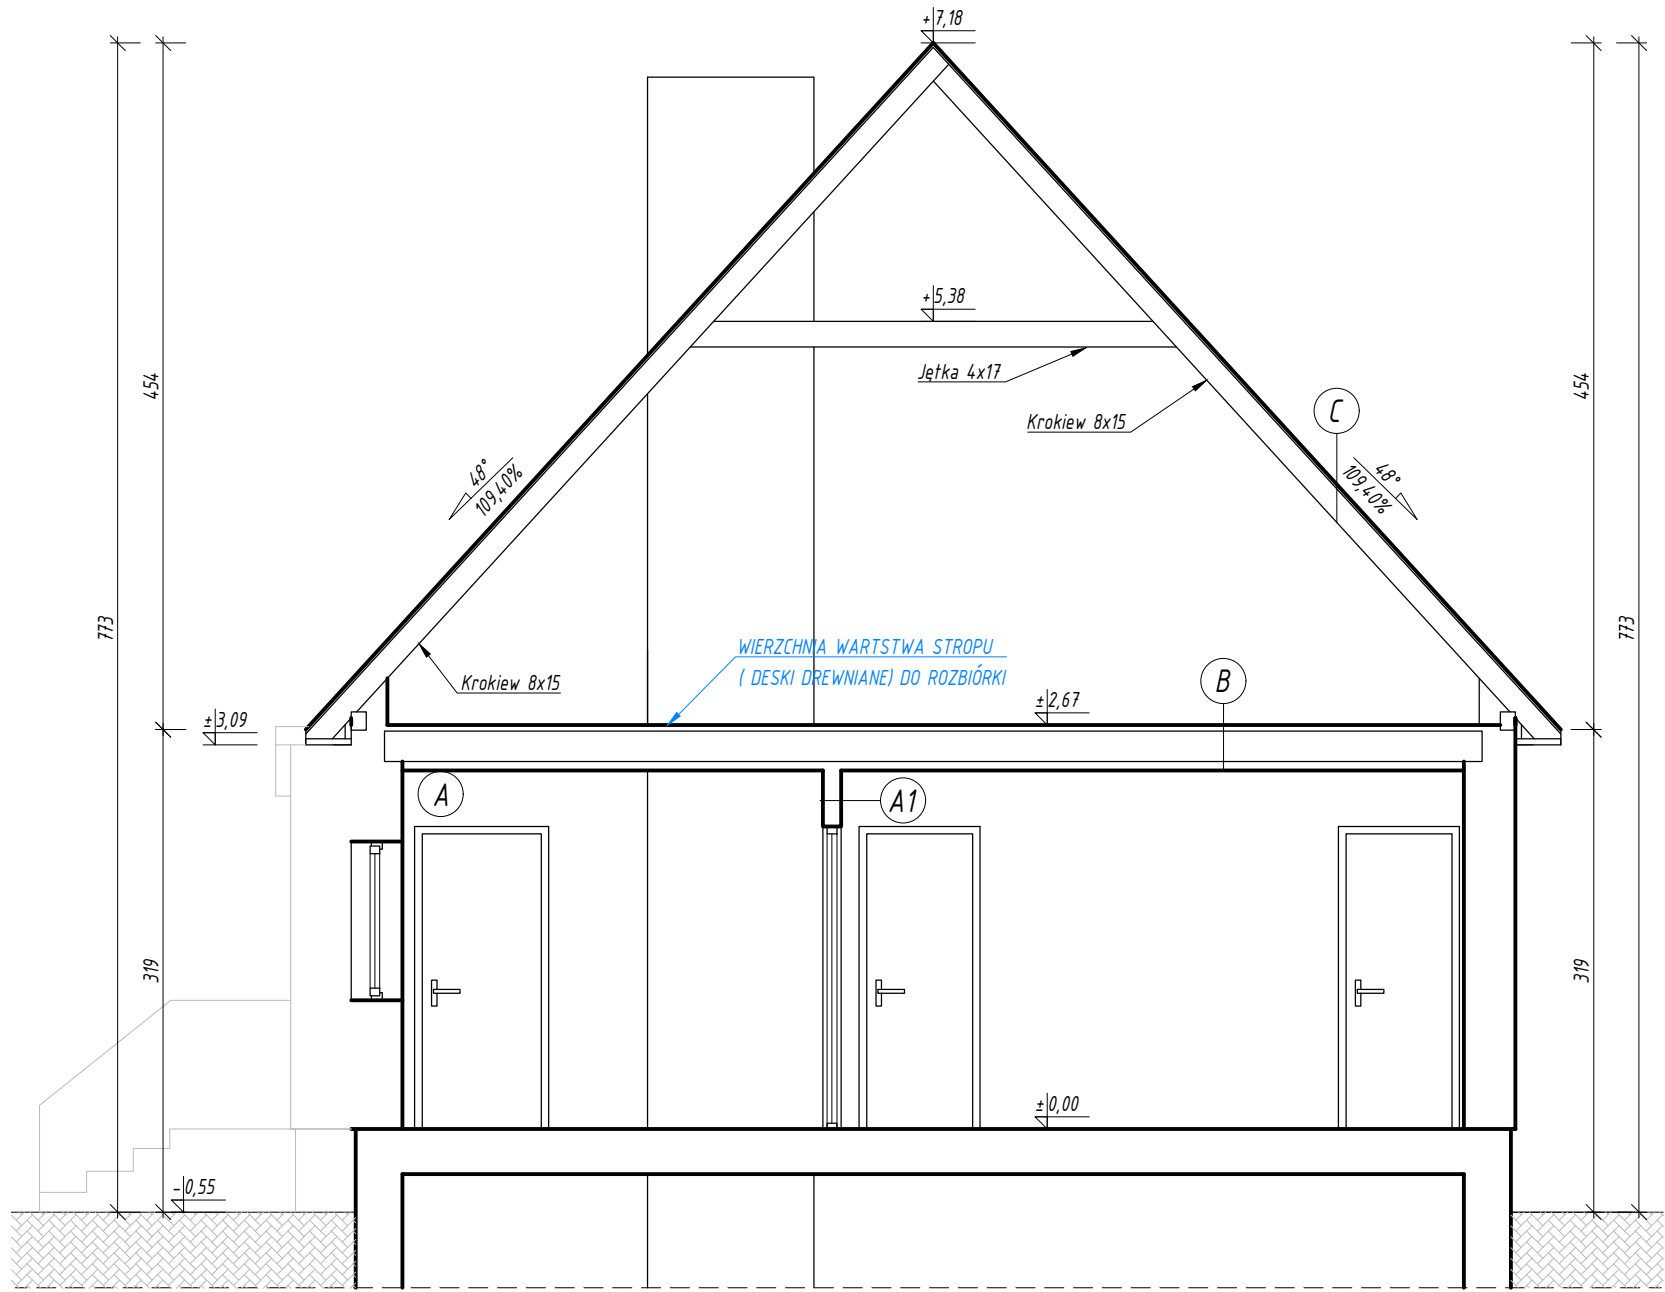 +7,18
+5,38
Jętka 4x17
Krokiew 8x15
C
454
454
48°
109,40%
48°
109,40%
773
773
WIERZCHNIA WARTSTWA STROPU
( DESKI DREWNIANE) DO ROZBIÓRKI
Krokiew 8x15
B
±3,09
±2,67
A
A1
319
319
±0,00
-0,55